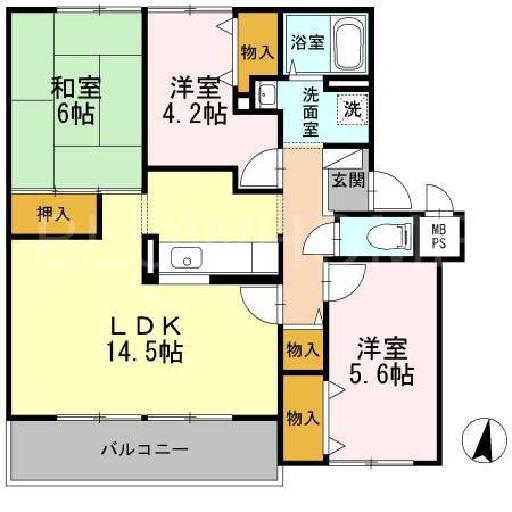 和室
6帖
洋室
4.2帖
物入
浴室
洗面室
洗
玄関
押入
MB
PS
LDK
14.5帖
物入
洋室
5.6帖
物入
バルコニー